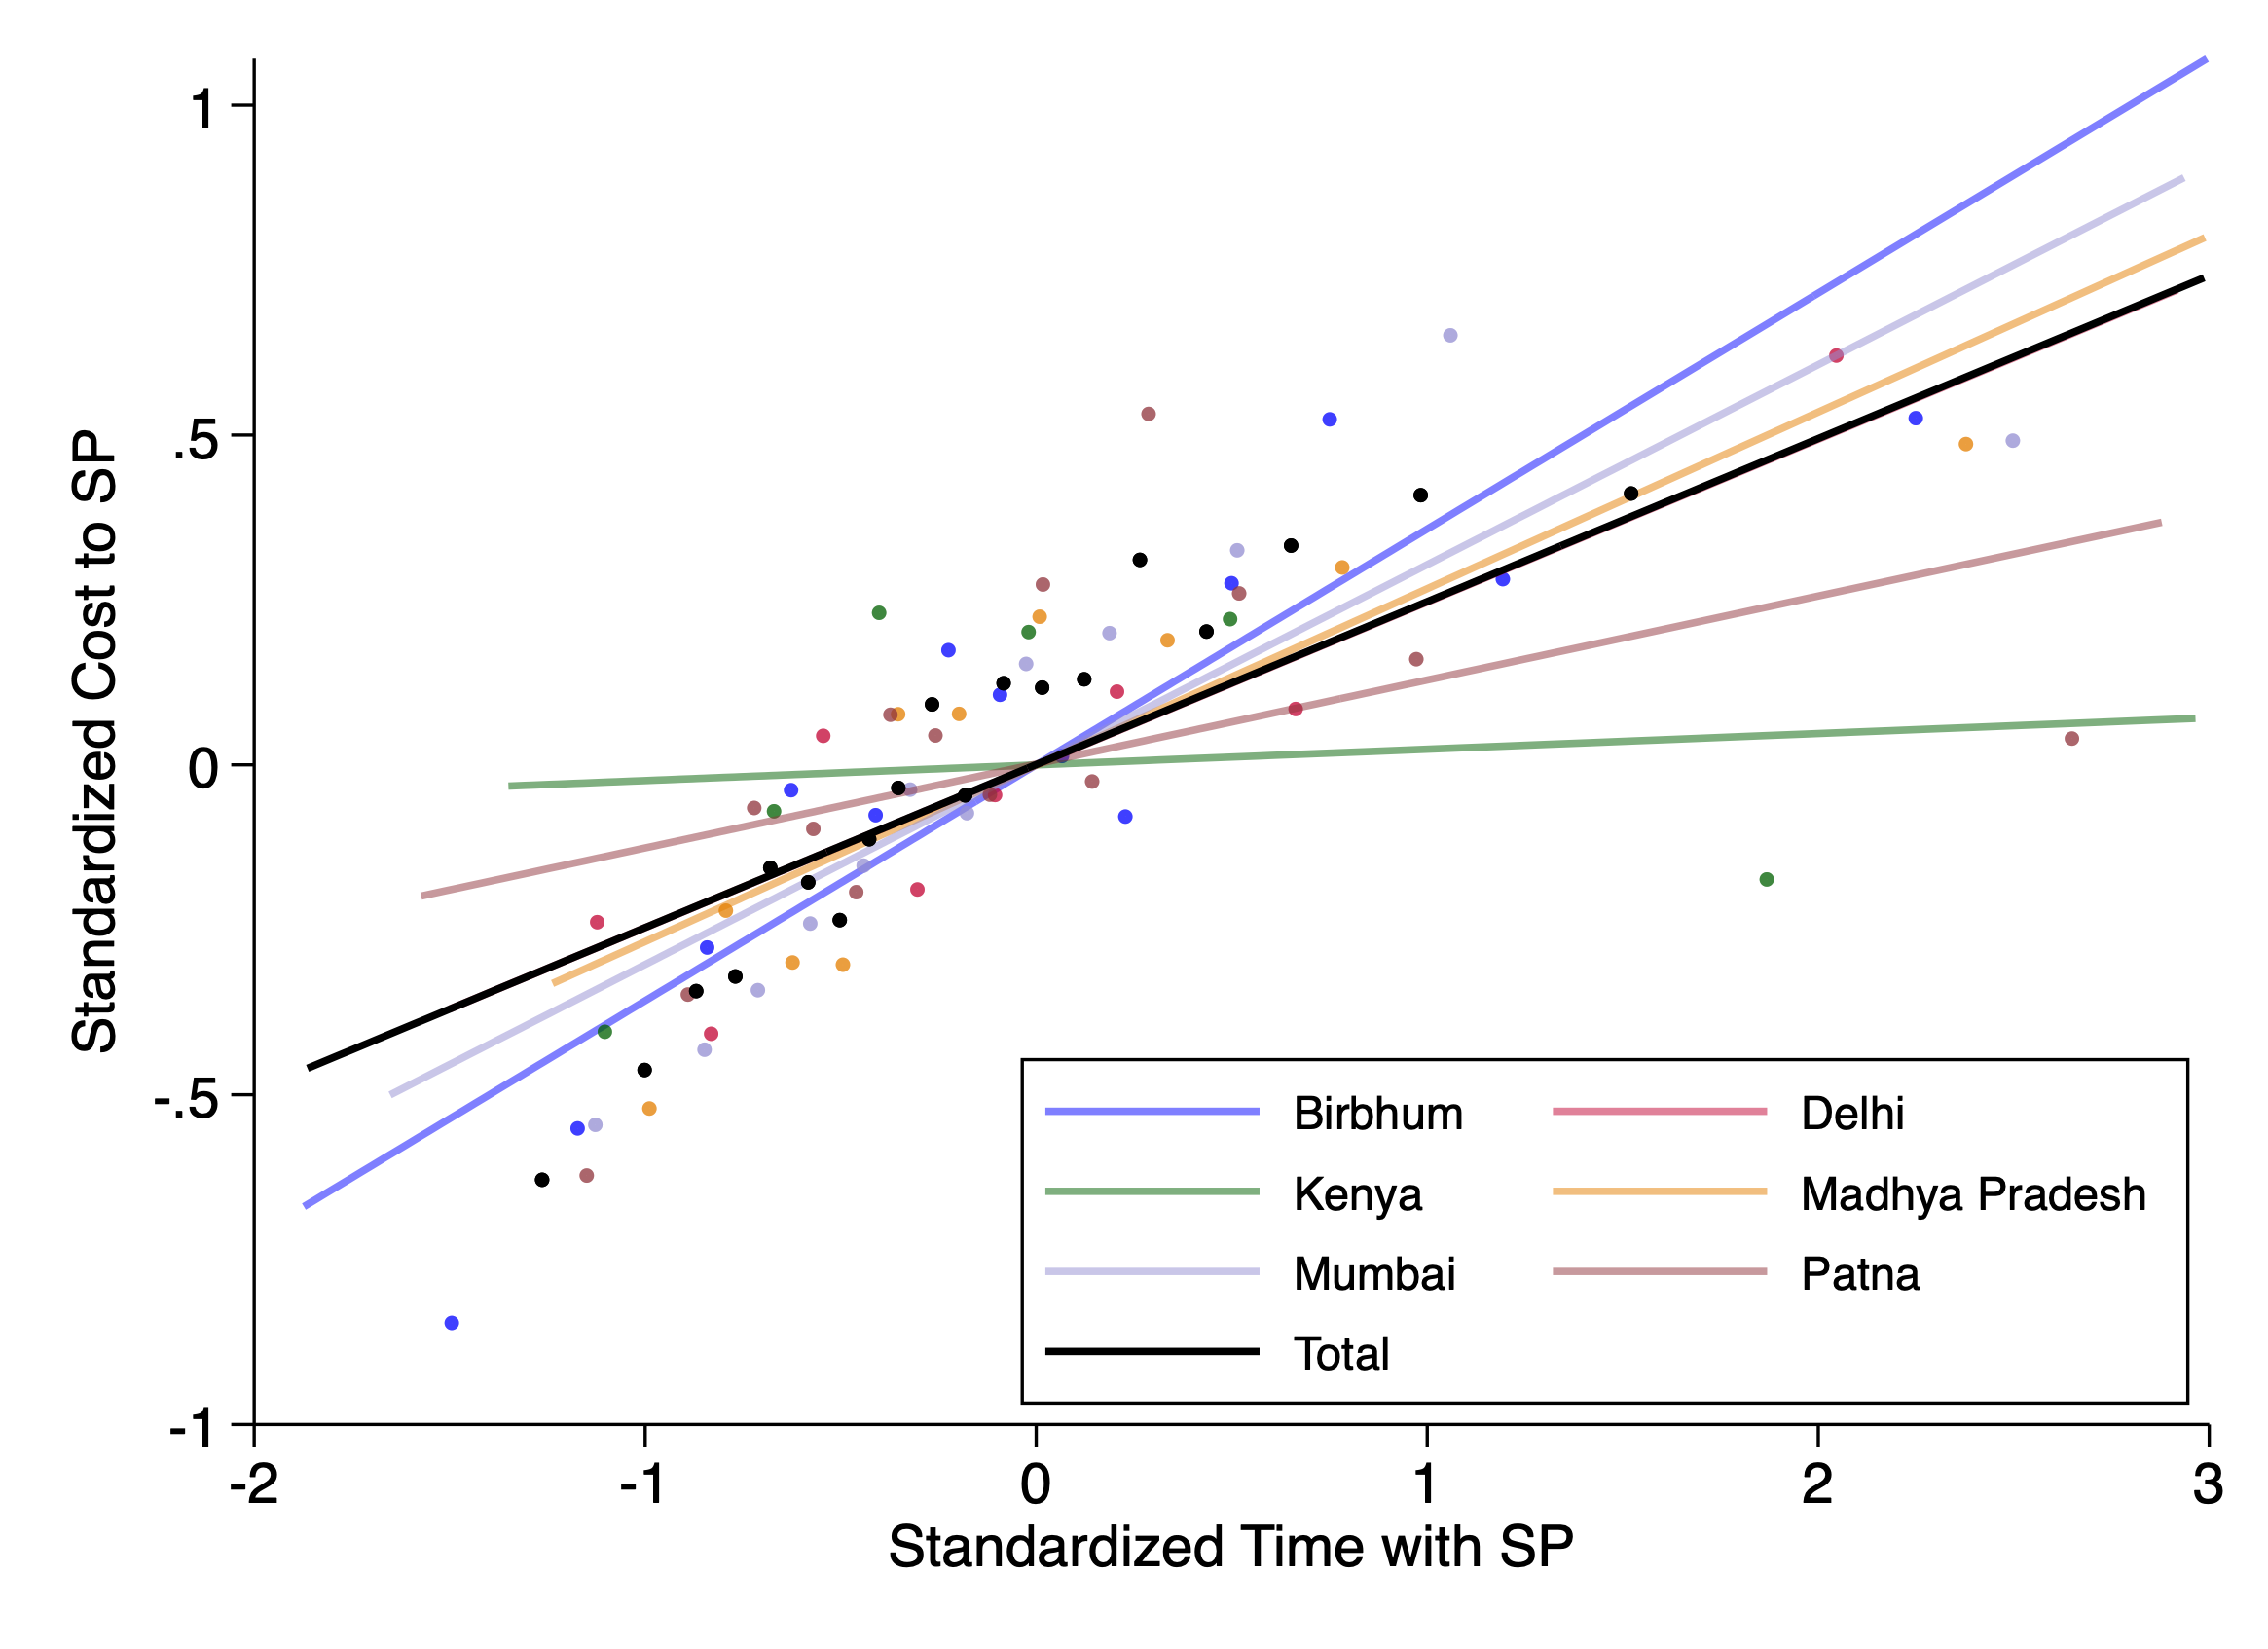 Standardized Cost to SP
1
.5
0
-.5
-1
-2 -1 0 1 2 3
Standardized Time with SP
Birbhum Delhi
Kenya Madhya Pradesh
Mumbai Patna
Total